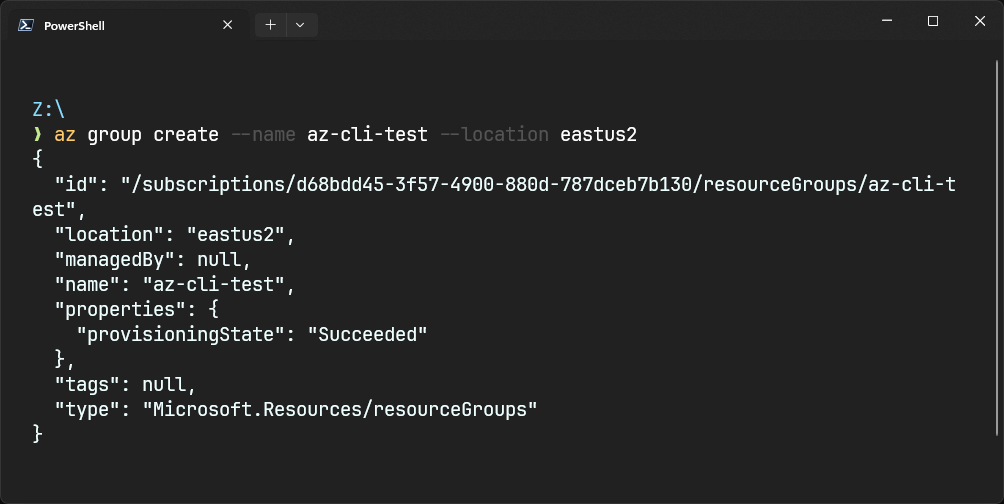 PowerShell
Z:\
❯ az group create --name az-cli-test --location eastus2
{
  "id": "/subscriptions/d68bdd45-3f57-4900-880d-787dceb7b130/resourceGroups/az-cli-t
est",
  "location": "eastus2",
  "managedBy": null,
  "name": "az-cli-test",
  "properties": {
    "provisioningState": "Succeeded"
  },
  "tags": null,
  "type": "Microsoft.Resources/resourceGroups"
}